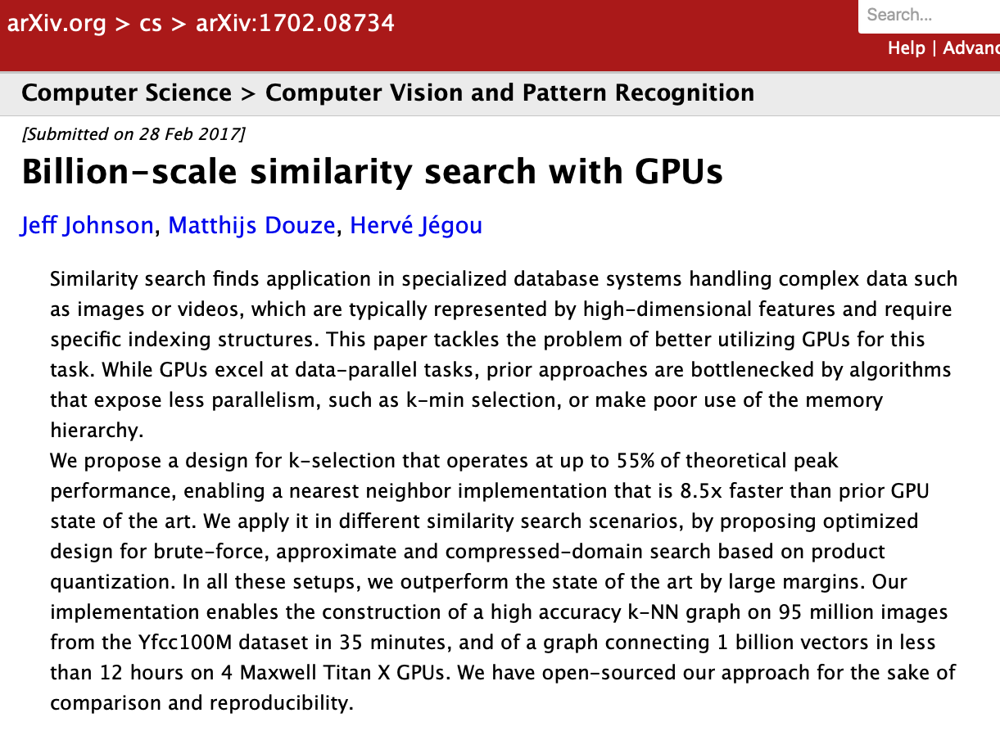 arXiv.org > cs > arXiv:1702.08734
Search...
Help | Advanc
Computer Science > Computer Vision and Pattern Recognition
[Submitted on 28 Feb 2017]
Billion-scale similarity search with GPUs
Jeff Johnson, Matthijs Douze, Hervé Jégou
Similarity search finds application in specialized database systems handling complex data such
as images or videos, which are typically represented by high-dimensional features and require
specific indexing structures. This paper tackles the problem of better utilizing GPUs for this
task. While GPUs excel at data-parallel tasks, prior approaches are bottlenecked by algorithms
that expose less parallelism, such as k-min selection, or make poor use of the memory
hierarchy.
We propose a design for k-selection that operates at up to 55% of theoretical peak
performance, enabling a nearest neighbor implementation that is 8.5x faster than prior GPU
state of the art. We apply it in different similarity search scenarios, by proposing optimized
design for brute-force, approximate and compressed-domain search based on product
quantization. In all these setups, we outperform the state of the art by large margins. Our
implementation enables the construction of a high accuracy k-NN graph on 95 million images
from the Yfcc100M dataset in 35 minutes, and of a graph connecting 1 billion vectors in less
than 12 hours on 4 Maxwell Titan X GPUs. We have open-sourced our approach for the sake of
comparison and reproducibility.